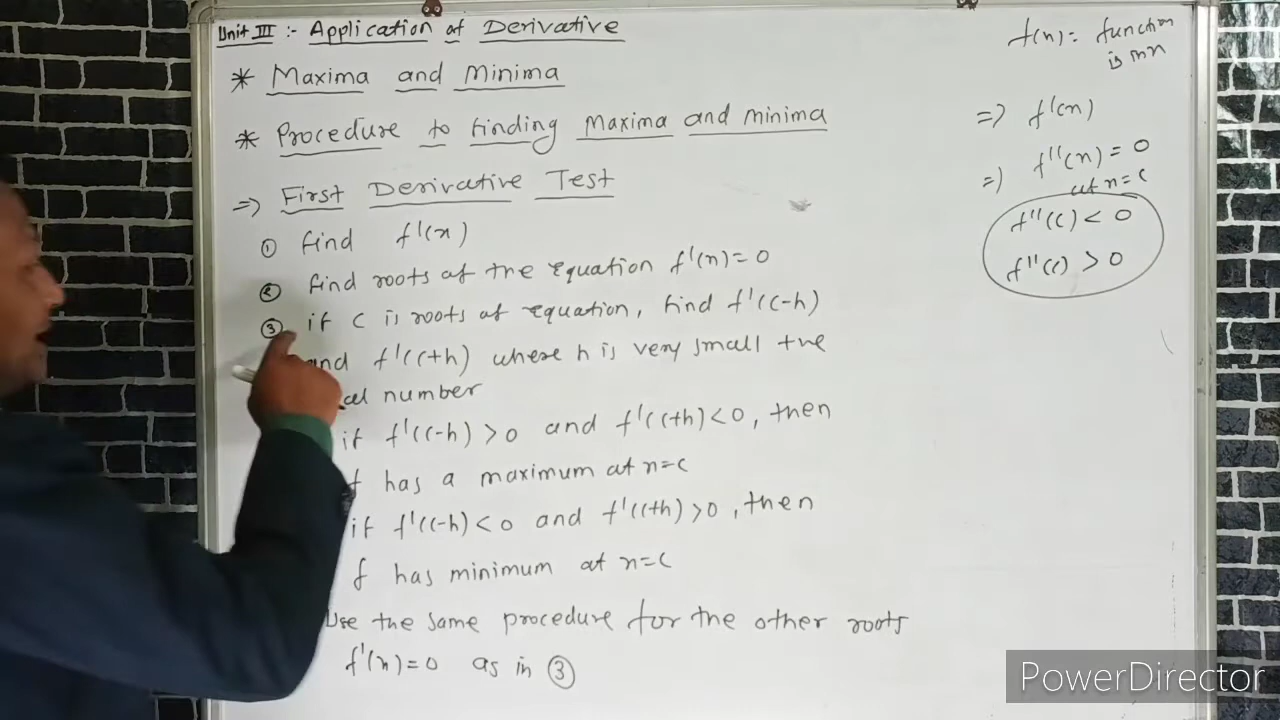 Unit III :- Application of Derivative
* Maxima and Minima
* Procedure to finding Maxima and minima
=> First Derivative Test
① find f'(x)
② find roots of the equation f'(x)=0
③ if c is roots of equation, find f'(c-h)
and f'(c+h) where h is very small +ve
number
if f'(c-h) >0 and f'(c+h)<0, then
f has a maximum at x=c
if f'(c-h)<0 and f'(c+h)>0, then
f has minimum at x=c
Use the same procedure for the other roots
f'(x)=0 as in ③
f(x) = function
is
=> f'(x)
=> f''(x) = 0
at x=c
f''(c) < 0
f''(c) > 0
PowerDirector